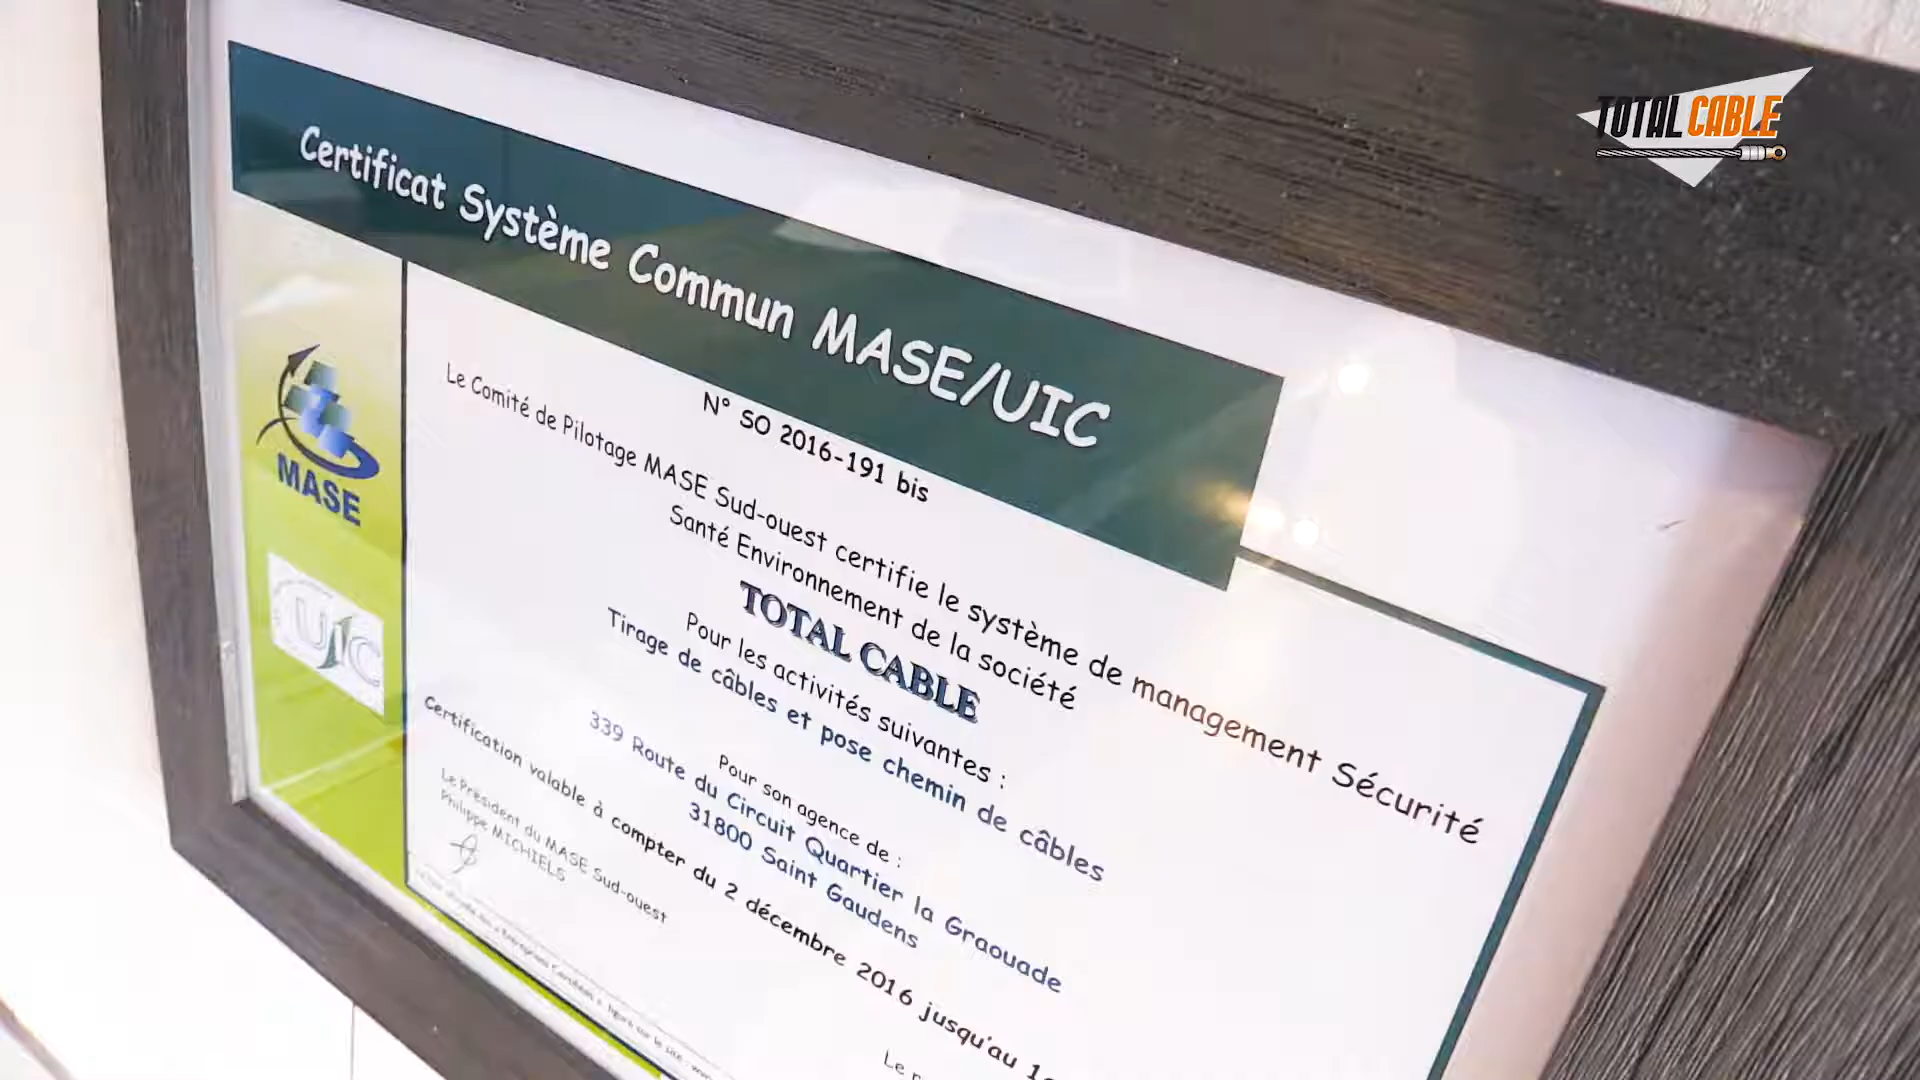 TOTAL CABLE
Certificat Système Commun MASE/UIC
N° SO 2016-191 bis
Le Comité de Pilotage MASE Sud-ouest certifie le système de management Sécurité
Santé Environnement de la société
TOTAL CABLE
Pour les activités suivantes :
Tirage de câbles et pose chemin de câbles
Pour son agence de :
339 Route du Circuit Quartier la Graouade
31800 Saint Gaudens
Certification valable à compter du 2 décembre 2016 jusqu'au
Le Président du MASE Sud-ouest
Philippe MICHIELS
MASE
UIC